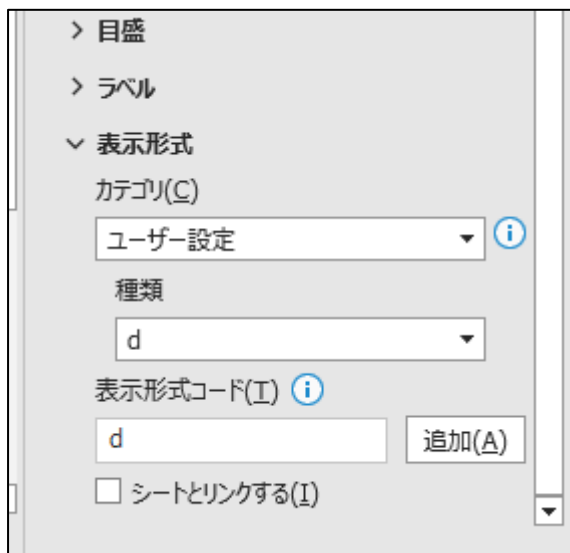 目盛
ラベル
表示形式
カテゴリ(C)
ユーザー設定
種類
d
表示形式コード(T)
d
追加(A)
シートとリンクする(I)